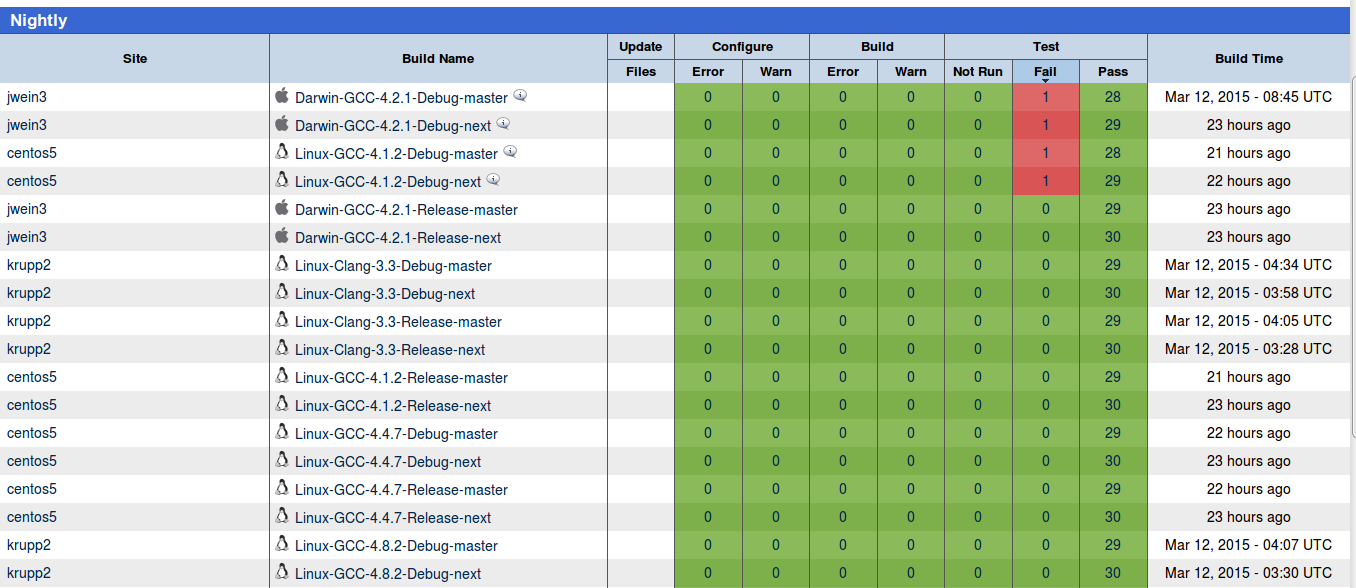 Nightly
Site Build Name Update Configure Build Test Build Time
Files Error Warn Error Warn Not Run Fail Pass
jwein3 Darwin-GCC-4.2.1-Debug-master 0 0 0 0 0 1 28 Mar 12, 2015 - 08:45 UTC
jwein3 Darwin-GCC-4.2.1-Debug-next 0 0 0 0 0 1 29 23 hours ago
centos5 Linux-GCC-4.1.2-Debug-master 0 0 0 0 0 1 28 21 hours ago
centos5 Linux-GCC-4.1.2-Debug-next 0 0 0 0 0 1 29 22 hours ago
jwein3 Darwin-GCC-4.2.1-Release-master 0 0 0 0 0 0 29 23 hours ago
jwein3 Darwin-GCC-4.2.1-Release-next 0 0 0 0 0 0 30 23 hours ago
krupp2 Linux-Clang-3.3-Debug-master 0 0 0 0 0 0 29 Mar 12, 2015 - 04:34 UTC
krupp2 Linux-Clang-3.3-Debug-next 0 0 0 0 0 0 30 Mar 12, 2015 - 03:58 UTC
krupp2 Linux-Clang-3.3-Release-master 0 0 0 0 0 0 29 Mar 12, 2015 - 04:05 UTC
krupp2 Linux-Clang-3.3-Release-next 0 0 0 0 0 0 30 Mar 12, 2015 - 03:28 UTC
centos5 Linux-GCC-4.1.2-Release-master 0 0 0 0 0 0 29 21 hours ago
centos5 Linux-GCC-4.1.2-Release-next 0 0 0 0 0 0 30 23 hours ago
centos5 Linux-GCC-4.4.7-Debug-master 0 0 0 0 0 0 29 22 hours ago
centos5 Linux-GCC-4.4.7-Debug-next 0 0 0 0 0 0 30 23 hours ago
centos5 Linux-GCC-4.4.7-Release-master 0 0 0 0 0 0 29 22 hours ago
centos5 Linux-GCC-4.4.7-Release-next 0 0 0 0 0 0 30 23 hours ago
krupp2 Linux-GCC-4.8.2-Debug-master 0 0 0 0 0 0 29 Mar 12, 2015 - 04:07 UTC
krupp2 Linux-GCC-4.8.2-Debug-next 0 0 0 0 0 0 30 Mar 12, 2015 - 03:30 UTC